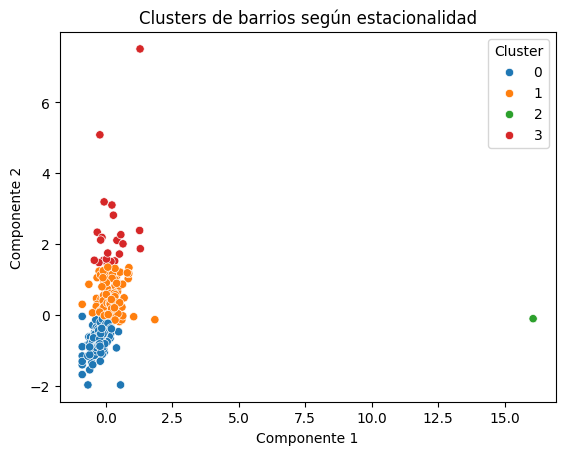 Clusters de barrios según estacionalidad
Cluster
0
1
2
3
Componente 2
6
4
2
0
−2
0.0 2.5 5.0 7.5 10.0 12.5 15.0
Componente 1